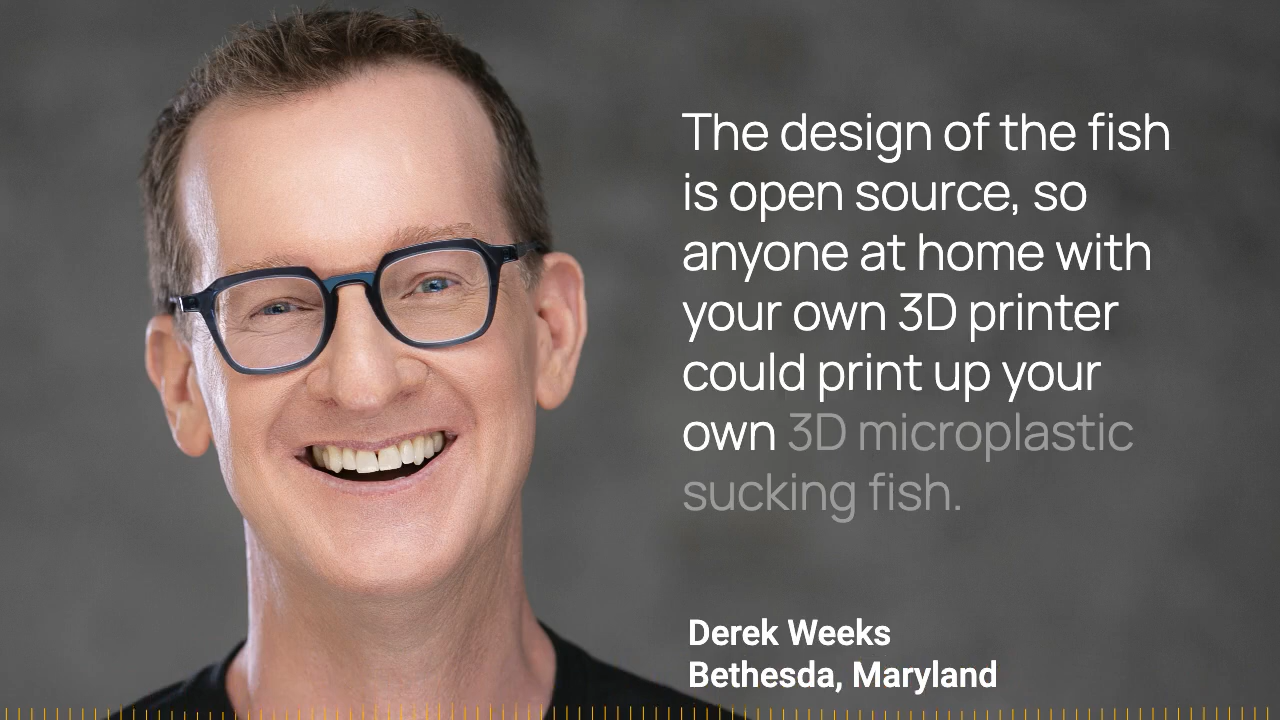 The design of the fish
is open source, so
anyone at home with
your own 3D printer
could print up your
own 3D microplastic
sucking fish.
Derek Weeks
Bethesda, Maryland